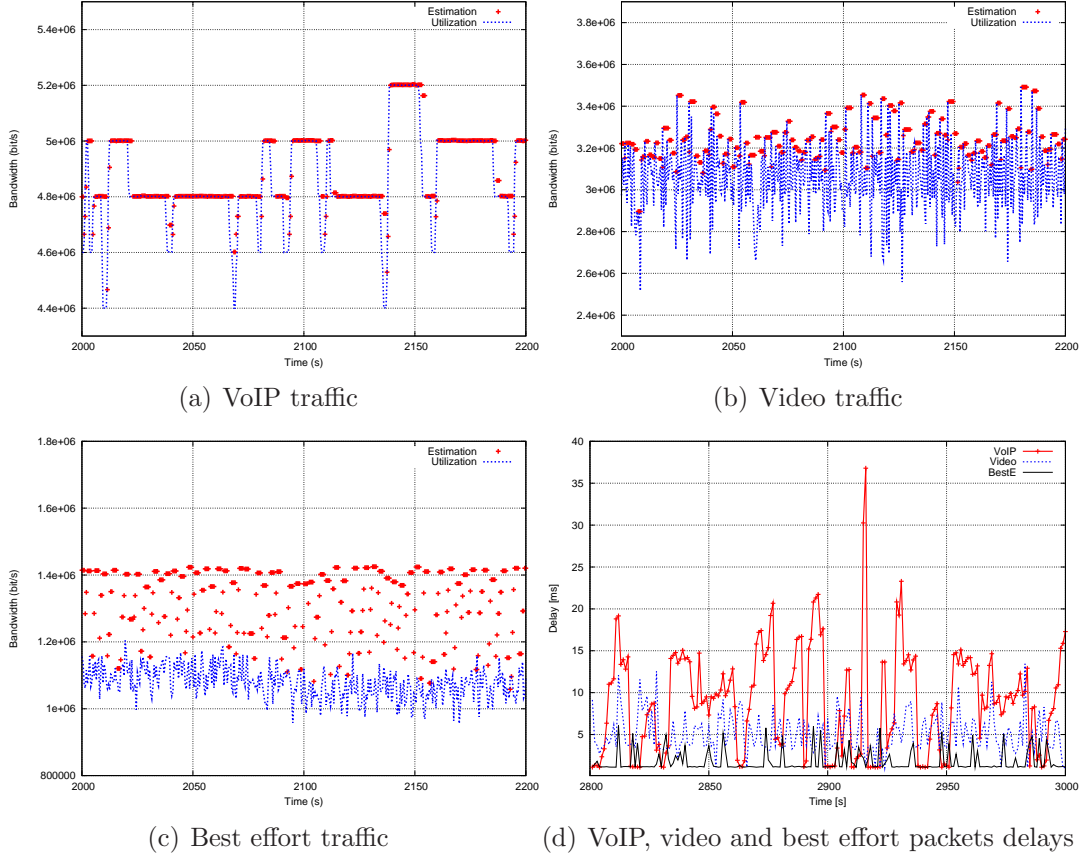 Estimation
Utilization
5.4e+06
5.2e+06
5e+06
4.8e+06
4.6e+06
4.4e+06
Bandwidth (bit/s)
2000 2050 2100 2150 2200
Time (s)
(a) VoIP traffic
Estimation
Utilization
3.8e+06
3.6e+06
3.4e+06
3.2e+06
3e+06
2.8e+06
2.6e+06
2.4e+06
Bandwidth (bit/s)
2000 2050 2100 2150 2200
Time (s)
(b) Video traffic
Estimation
Utilization
1.8e+06
1.6e+06
1.4e+06
1.2e+06
1e+06
800000
Bandwidth (bit/s)
2000 2050 2100 2150 2200
Time (s)
(c) Best effort traffic
VoIP
Video
BestE
40
35
30
25
20
15
10
5
Delay [ms]
2800 2850 2900 2950 3000
Time [s]
(d) VoIP, video and best effort packets delays